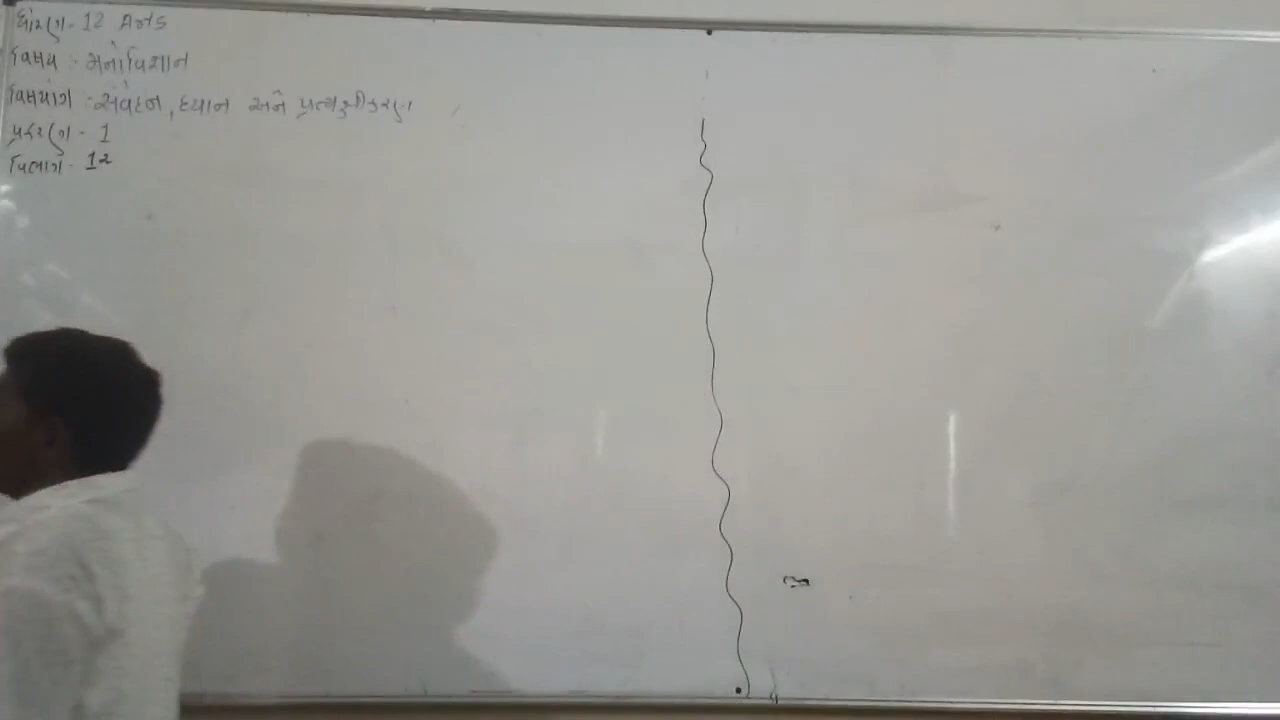 ધોરણ- 12 Arts
વિષય :- મનોવિજ્ઞાન
વિષયાંગ :- સંવેદન, ધ્યાન અને પ્રત્યક્ષીકરણ
પ્રકરણ - 1
વિભાગ - 12